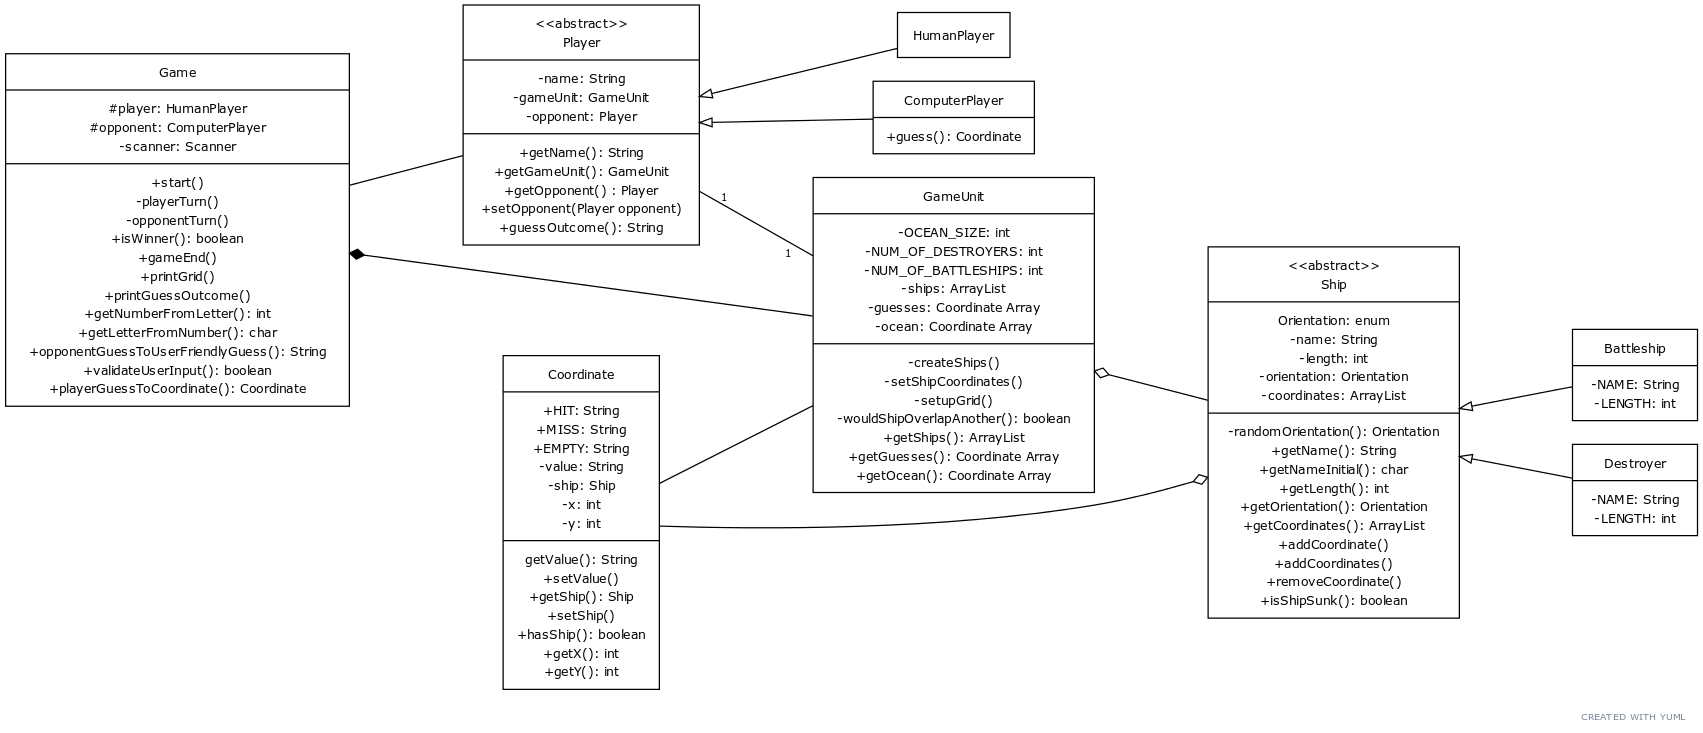 Game
#player: HumanPlayer
#opponent: ComputerPlayer
-scanner: Scanner
+start()
-playerTurn()
-opponentTurn()
+isWinner(): boolean
+gameEnd()
+printGrid()
+printGuessOutcome()
+getNumberFromLetter(): int
+getLetterFromNumber(): char
+opponentGuessToUserFriendlyGuess(): String
+validateUserInput(): boolean
+playerGuessToCoordinate(): Coordinate
<<abstract>>
Player
-name: String
-gameUnit: GameUnit
-opponent: Player
+getName(): String
+getGameUnit(): GameUnit
+getOpponent() : Player
+setOpponent(Player opponent)
+guessOutcome(): String
HumanPlayer
ComputerPlayer
+guess(): Coordinate
1
1
GameUnit
-OCEAN_SIZE: int
-NUM_OF_DESTROYERS: int
-NUM_OF_BATTLESHIPS: int
-ships: ArrayList
-guesses: Coordinate Array
-ocean: Coordinate Array
-createShips()
-setShipCoordinates()
-setupGrid()
-wouldShipOverlapAnother(): boolean
+getShips(): ArrayList
+getGuesses(): Coordinate Array
+getOcean(): Coordinate Array
Coordinate
+HIT: String
+MISS: String
+EMPTY: String
-value: String
-ship: Ship
-x: int
-y: int
getValue(): String
+setValue()
+getShip(): Ship
+setShip()
+hasShip(): boolean
+getX(): int
+getY(): int
<<abstract>>
Ship
Orientation: enum
-name: String
-length: int
-orientation: Orientation
-coordinates: ArrayList
-randomOrientation(): Orientation
+getName(): String
+getNameInitial(): char
+getLength(): int
+getOrientation(): Orientation
+getCoordinates(): ArrayList
+addCoordinate()
+addCoordinates()
+removeCoordinate()
+isShipSunk(): boolean
Battleship
-NAME: String
-LENGTH: int
Destroyer
-NAME: String
-LENGTH: int
CREATED WITH YUML